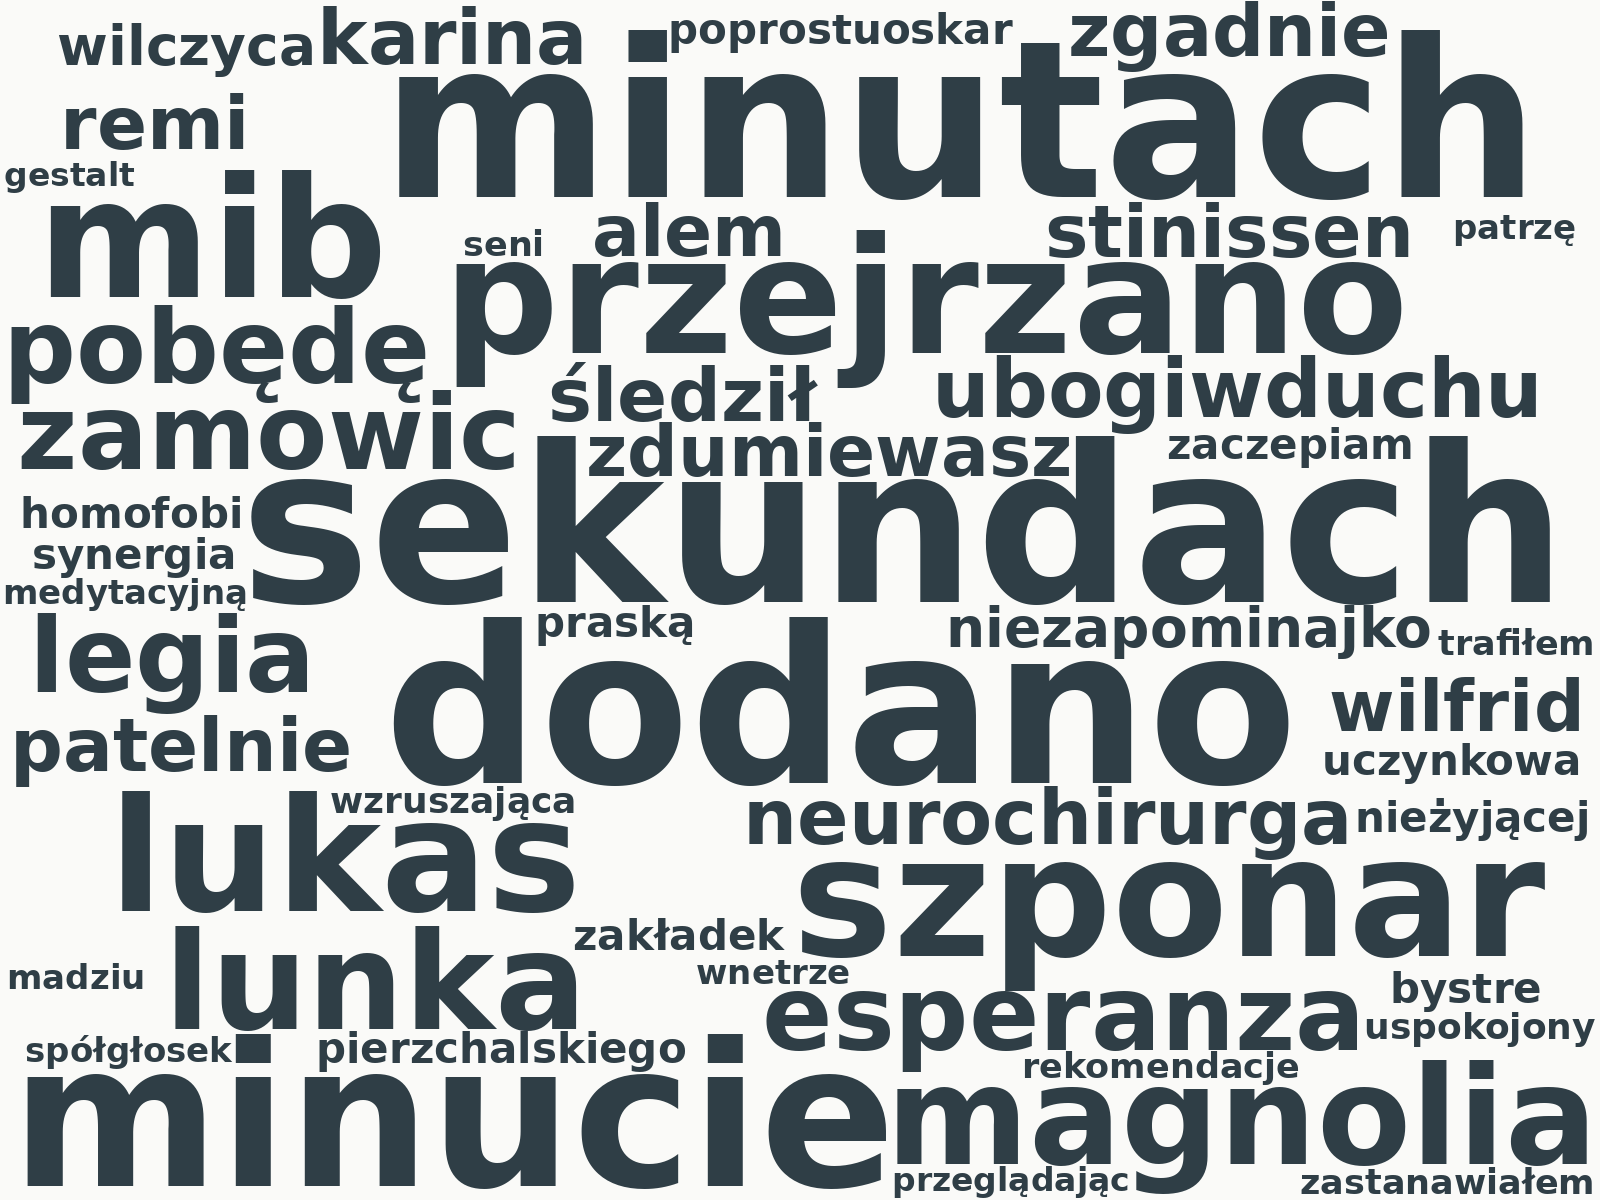 wilczyca karina poprostuoskar zgadnie
remi minutach
gestalt
mib seni alem stinissen patrzę
przejrzano
pobędę śledził ubogiwduchu
zamowic zdumiewasz zaczepiam
homofobi sekundach
synergia
medytacyjną
legia praską niezapominajko trafiłem
dodano wilfrid
patelnie uczynkowa
wzruszająca neurochirurga nieżyjącej
lukas szponar
lunka zakładek
madziu wnetrze esperanza bystre
uspokojony
spółgłosek pierzchalskiego rekomendacje
minucie magnolia
przeglądając zastanawiałem